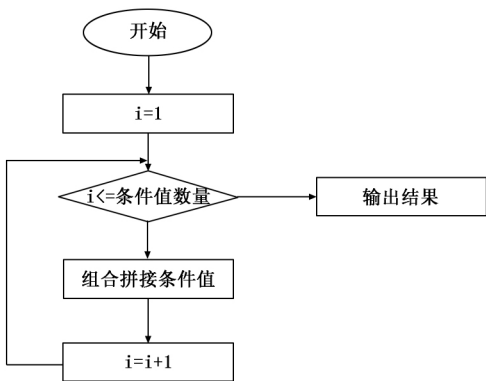 开始
i=1
i<=条件值数量
输出结果
组合拼接条件值
i=i+1